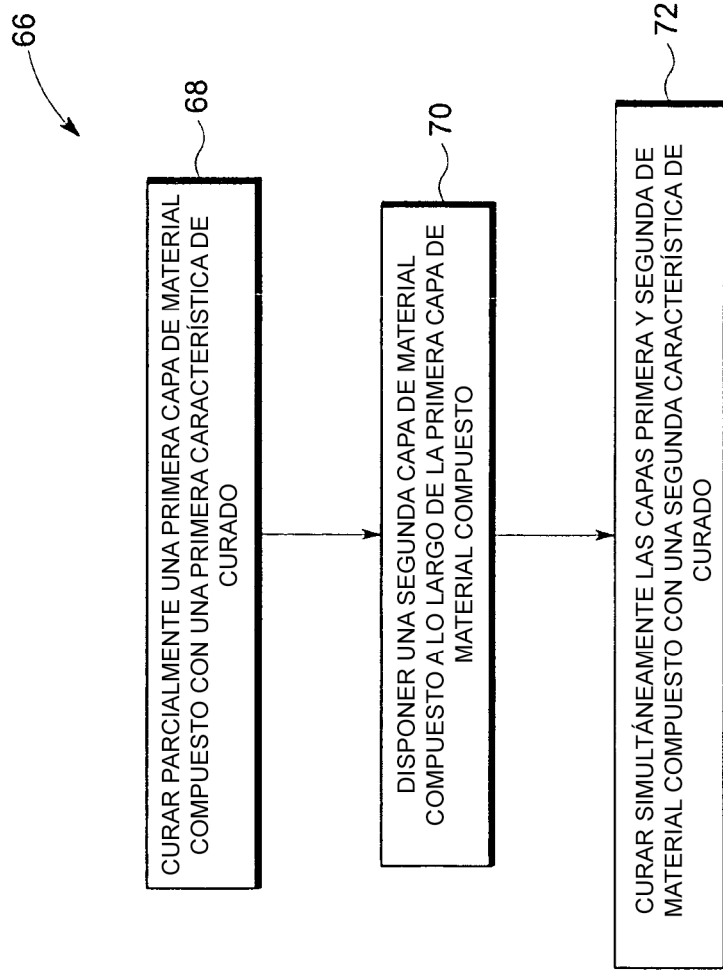 66
CURAR PARCIALMENTE UNA PRIMERA CAPA DE MATERIAL
COMPUESTO CON UNA PRIMERA CARACTERÍSTICA DE
CURADO
68
DISPONER UNA SEGUNDA CAPA DE MATERIAL
COMPUESTO A LO LARGO DE LA PRIMERA CAPA DE
MATERIAL COMPUESTO
70
CURAR SIMULTÁNEAMENTE LAS CAPAS PRIMERA Y SEGUNDA DE
MATERIAL COMPUESTO CON UNA SEGUNDA CARACTERÍSTICA DE
CURADO
72